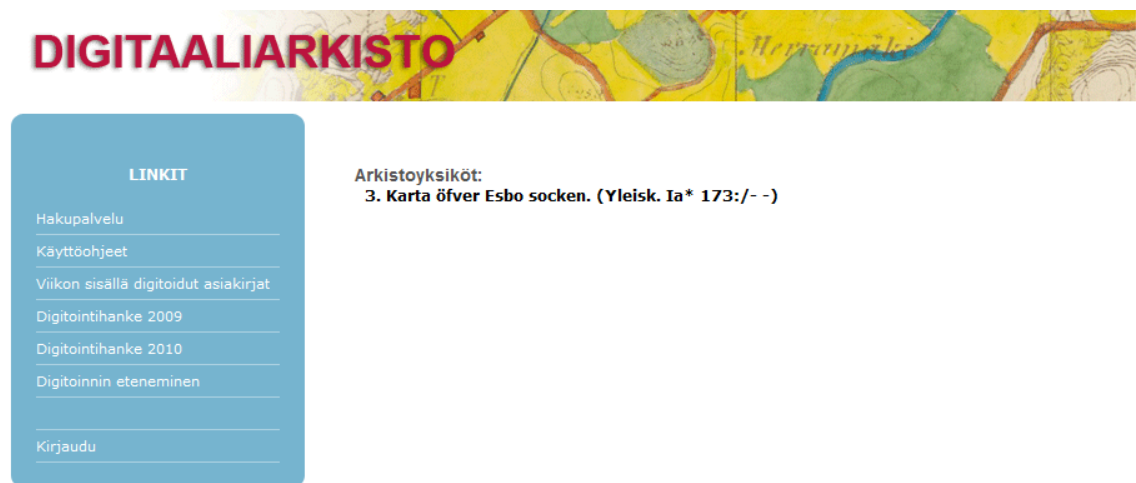 DIGITAALIARKISTO
Herramäki
LINKIT
Hakupalvelu
Käyttöohjeet
Viikon sisällä digitoidut asiakirjat
Digitointihanke 2009
Digitointihanke 2010
Digitoinnin eteneminen
Kirjaudu
Arkistoyksiköt:
3. Karta öfver Esbo socken. (Yleisk. Ia* 173:/- -)